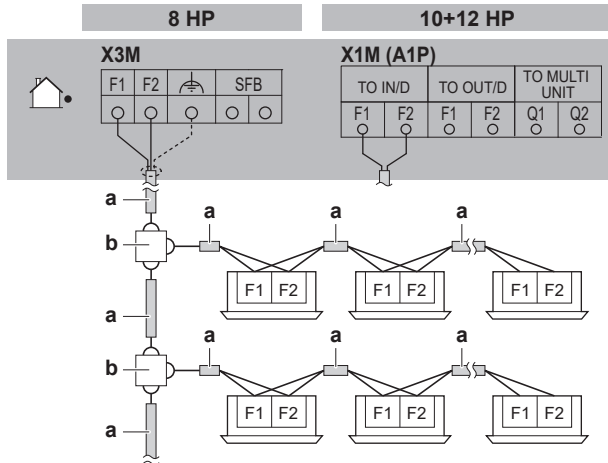 8 HP
10+12 HP
X3M
X1M (A1P)
F1 F2 SFB
TO IN/D TO OUT/D TO MULTI UNIT
F1 F2 F1 F2 Q1 Q2
a
b a a a
F1 F2 F1 F2 F1 F2
a
a a a
b
F1 F2 F1 F2 F1 F2
a